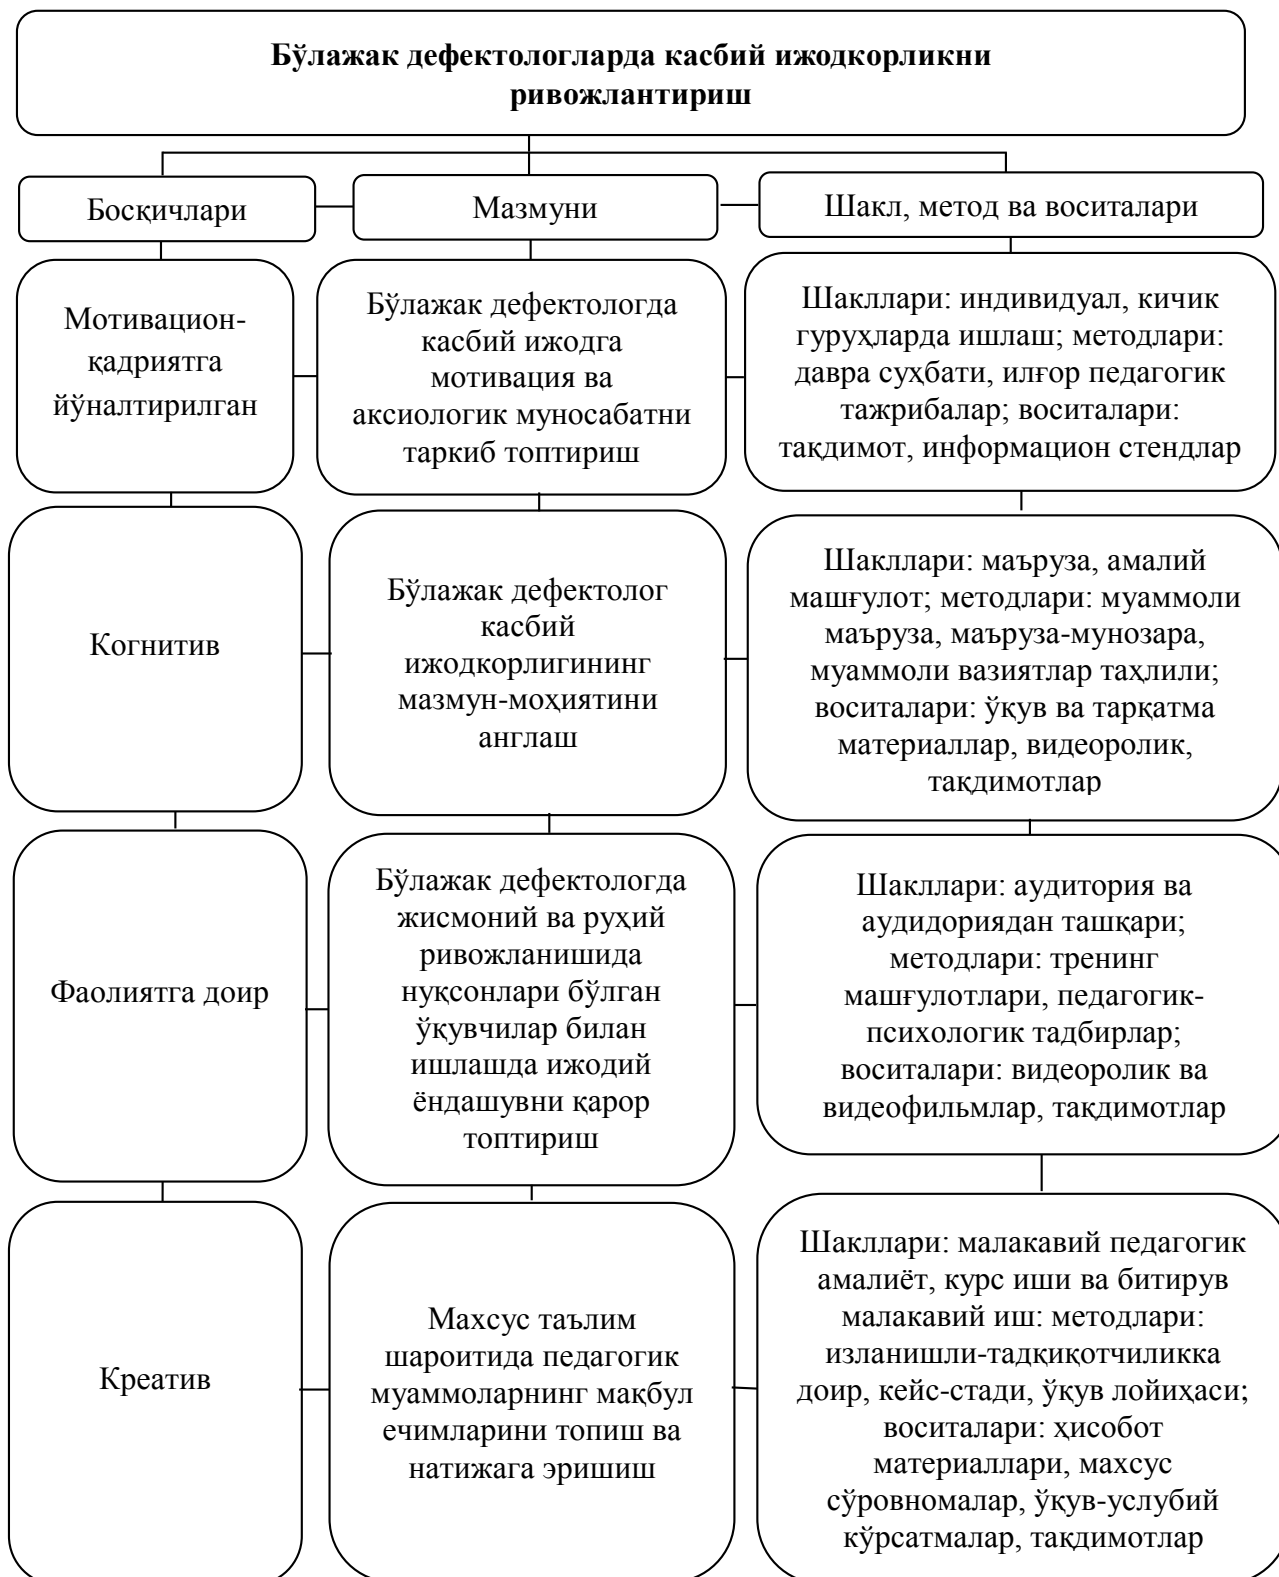 Бўлажак дефектологларда касбий ижодкорликни
ривожлантириш
Босқичлари
Мазмуни
Шакл, метод ва воситалари
Мотивацион-
қадриятга
йўналтирилган
Бўлажак дефектологда
касбий ижодга
мотивация ва
аксиологик муносабатни
таркиб топтириш
Шакллари: индивидуал, кичик
гуруҳларда ишлаш; методлари:
давра суҳбати, илғор педагогик
тажрибалар; воситалари:
тақдимот, информацион стендлар
Когнитив
Бўлажак дефектолог
касбий
ижодкорлигининг
мазмун-моҳиятини
англаш
Шакллари: маъруза, амалий
машғулот; методлари: муаммоли
маъруза, маъруза-мунозара,
муаммоли вазиятлар таҳлили;
воситалари: ўқув ва тарқатма
материаллар, видеоролик,
тақдимотлар
Фаолиятга доир
Бўлажак дефектологда
жисмоний ва руҳий
ривожланишида
нуқсонлари бўлган
ўқувчилар билан
ишлашда ижодий
ёндашувни қарор
топтириш
Шакллари: аудитория ва
аудидориядан ташқари;
методлари: тренинг
машғулотлари, педагогик-
психологик тадбирлар;
воситалари: видеоролик ва
видеофильмлар, тақдимотлар
Креатив
Махсус таълим
шароитида педагогик
муаммоларнинг мақбул
ечимларини топиш ва
натижага эришиш
Шакллари: малакавий педагогик
амалиёт, курс иши ва битирув
малакавий иш: методлари:
изланишли-тадқиқотчиликка
доир, кейс-стади, ўқув лойиҳаси;
воситалари: ҳисобот
материаллари, махсус
сўровномалар, ўқув-услубий
кўрсатмалар, тақдимотлар